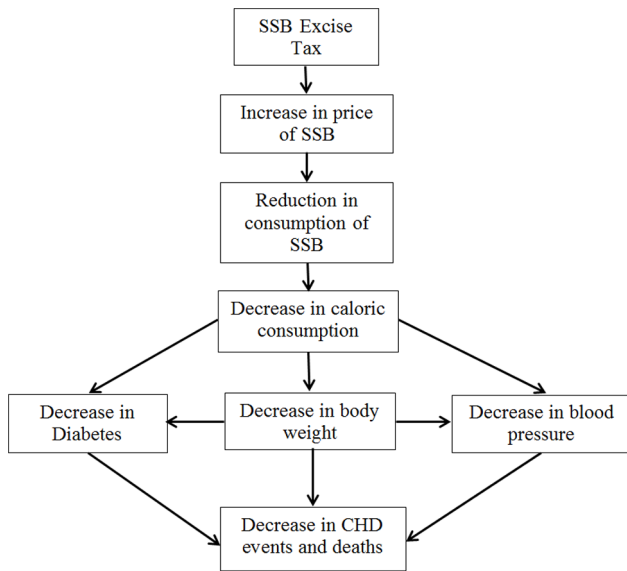 SSB Excise
Tax
Increase in price
of SSB
Reduction in
consumption of
SSB
Decrease in caloric
consumption
Decrease in
Diabetes
Decrease in body
weight
Decrease in blood
pressure
Decrease in CHD
events and deaths